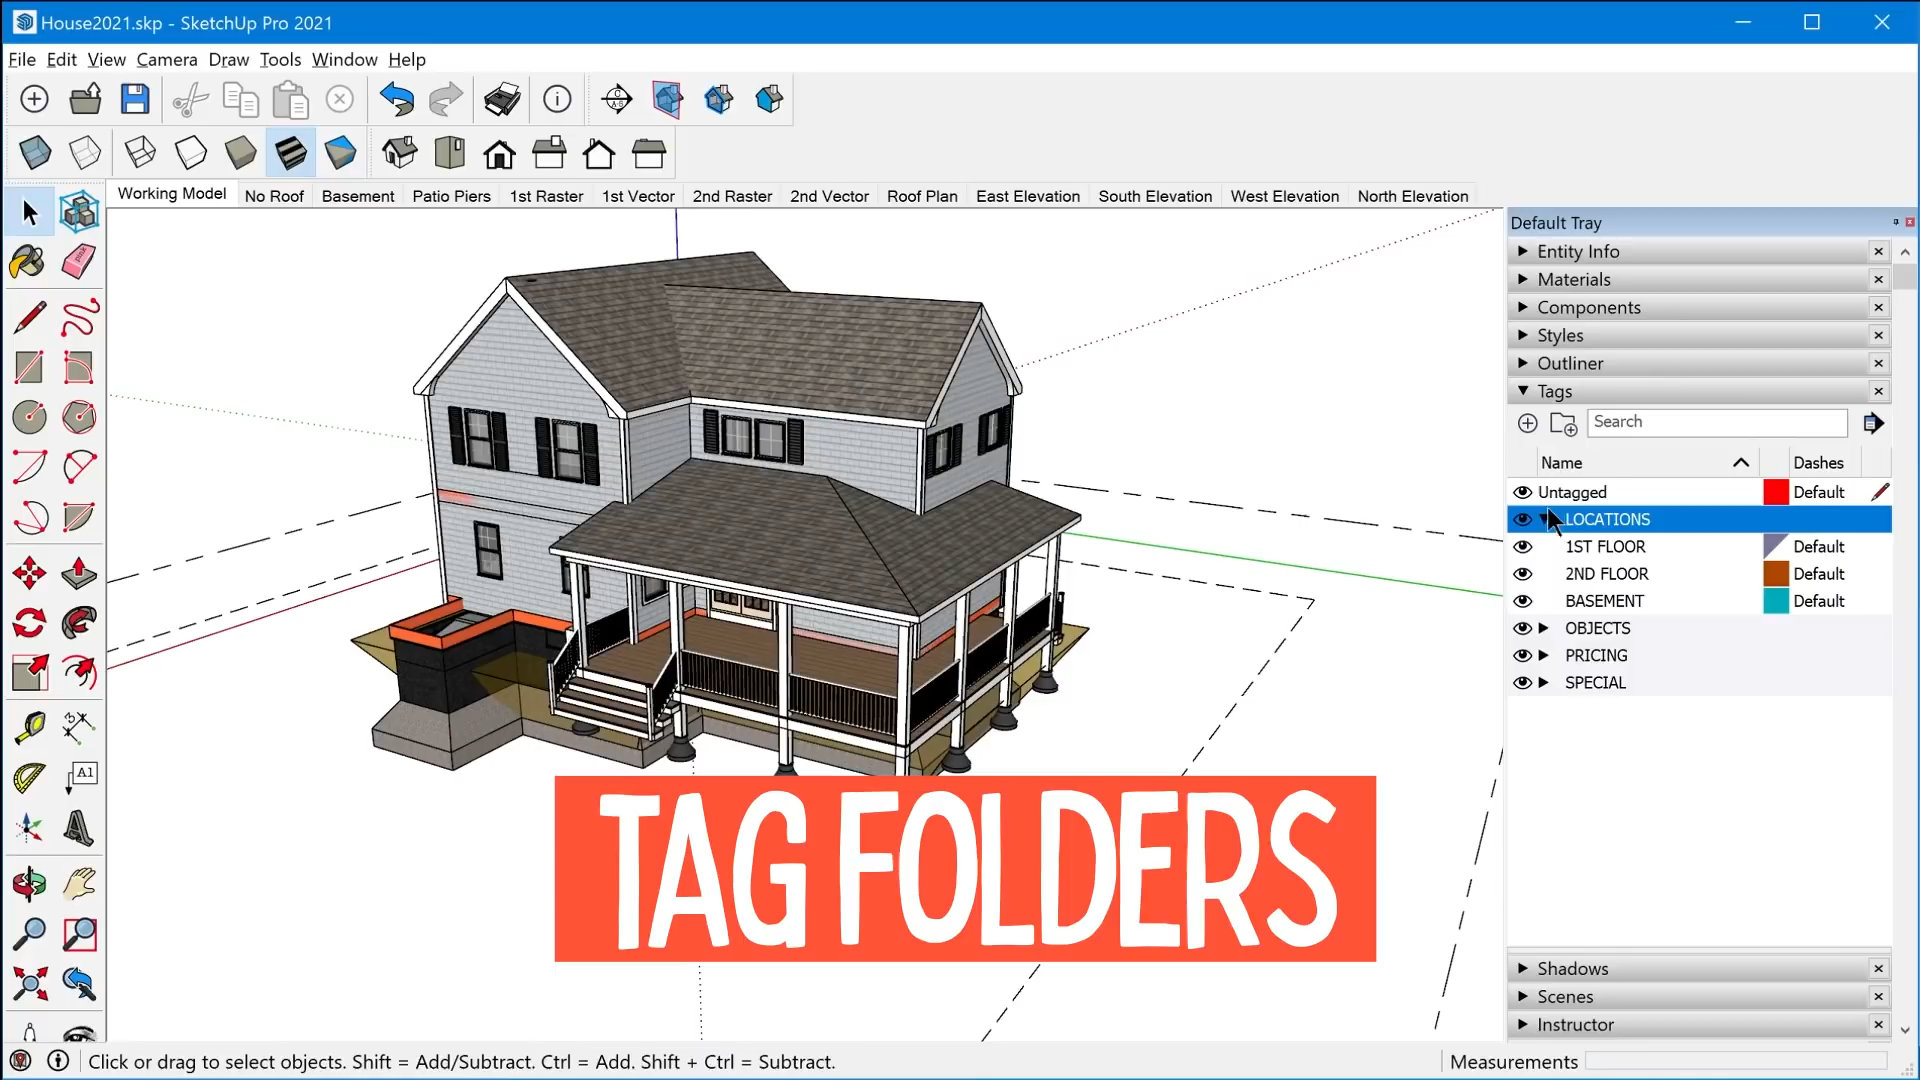 House2021.skp - SketchUp Pro 2021
File Edit View Camera Draw Tools Window Help
Working Model No Roof Basement Patio Piers 1st Raster 1st Vector 2nd Raster 2nd Vector Roof Plan East Elevation South Elevation West Elevation North Elevation
Default Tray
Entity Info
Materials
Components
Styles
Outliner
Tags
Search
Name Dashes
Untagged Default
LOCATIONS
1ST FLOOR Default
2ND FLOOR Default
BASEMENT Default
OBJECTS
PRICING
SPECIAL
A1
TAG FOLDERS
Shadows
Scenes
Instructor
Click or drag to select objects. Shift = Add/Subtract. Ctrl = Add. Shift + Ctrl = Subtract.
Measurements